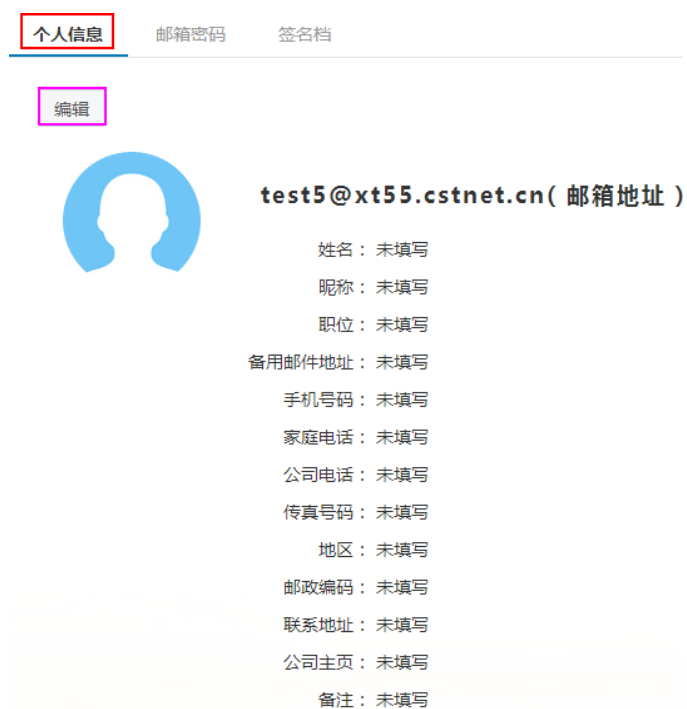 个人信息 邮箱密码 签名档
编辑
test5@xt55.cstnet.cn( 邮箱地址 )
姓名： 未填写
昵称： 未填写
职位： 未填写
备用邮件地址： 未填写
手机号码： 未填写
家庭电话： 未填写
公司电话： 未填写
传真号码： 未填写
地区： 未填写
邮政编码： 未填写
联系地址： 未填写
公司主页： 未填写
备注： 未填写